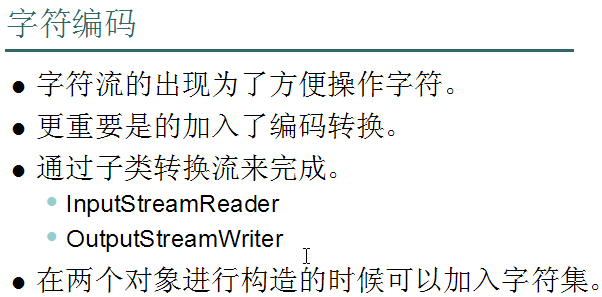 字符编码
字符流的出现为了方便操作字符。
更重要是的加入了编码转换。
通过子类转换流来完成。
InputStreamReader
OutputStreamWriter
在两个对象进行构造的时候可以加入字符集。